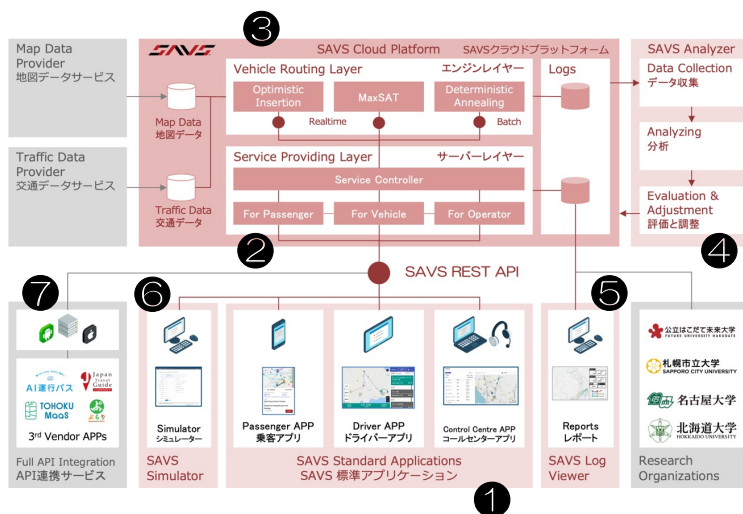 Map Data
Provider
地図データサービス
Traffic Data
Provider
交通データサービス
❸
SAVS
SAVS Cloud Platform
SAVSクラウドプラットフォーム
Map Data
地図データ
Traffic Data
交通データ
Vehicle Routing Layer
エンジンレイヤー
Optimistic
Insertion
MaxSAT
Deterministic
Annealing
Realtime
Batch
Service Providing Layer
サーバーレイヤー
Service Controller
For Passenger
For Vehicle
For Operator
Logs
SAVS Analyzer
Data Collection
データ収集
Analyzing
分析
Evaluation &
Adjustment
評価と調整
❹
❷
SAVS REST API
❼
AI運行バス
Japan
Travel
Guide
TOHOKU
MaaS
ぶらり
3rd Vendor APPs
Full API Integration
API連携サービス
❻
Simulator
シミュレーター
SAVS
Simulator
Passenger APP
乗客アプリ
Driver APP
ドライバーアプリ
Control Centre APP
コールセンターアプリ
SAVS Standard Applications
SAVS 標準アプリケーション
❶
❺
Reports
レポート
SAVS Log
Viewer
公立はこだて未来大学
FUTURE UNIVERSITY HAKODATE
札幌市立大学
SAPPORO CITY UNIVERSITY
名古屋大学
北海道大学
HOKKAIDO UNIVERSITY
Research
Organizations